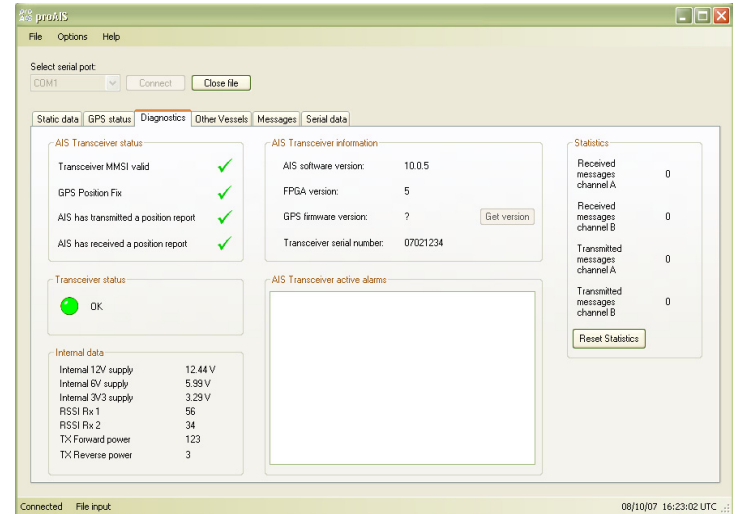 proAIS
File Options Help
Select serial port:
COM1 Connect Close file
Static data GPS status Diagnostics Other Vessels Messages Serial data
AIS Transceiver status
Transceiver MMSI valid
GPS Position Fix
AIS has transmitted a position report
AIS has received a position report
Transceiver status
OK
Internal data
Internal 12V supply 12.44 V
Internal 6V supply 5.99 V
Internal 3V3 supply 3.29 V
RSSI Rx 1 56
RSSI Rx 2 34
TX Forward power 123
TX Reverse power 3
AIS Transceiver information
AIS software version: 10.0.5
FPGA version: 5
GPS firmware version: ? Get version
Transceiver serial number: 07021234
AIS Transceiver active alarms
Statistics
Received
messages 0
channel A
Received
messages 0
channel B
Transmitted
messages 0
channel A
Transmitted
messages 0
channel B
Reset Statistics
Connected File input 08/10/07 16:23:02 UTC